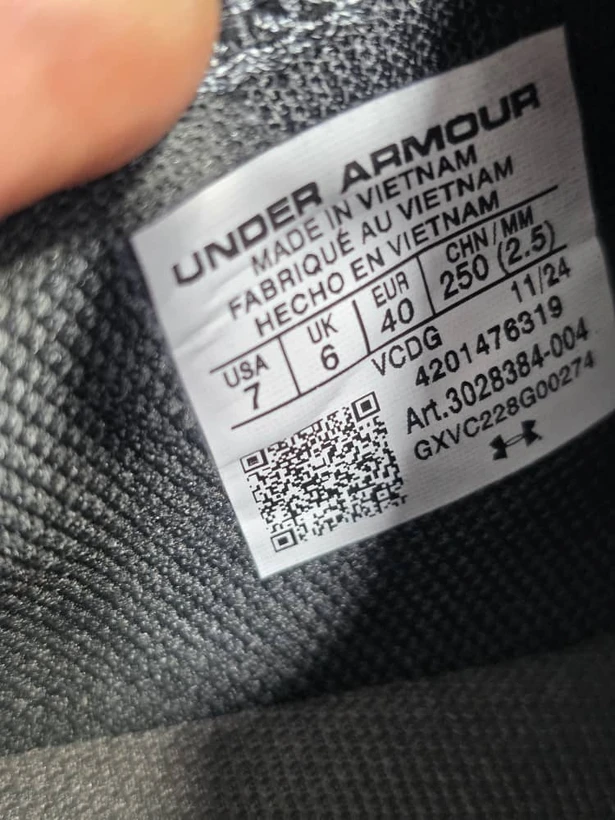 UNDER ARMOUR
MADE IN VIETNAM
FABRIQUÉ AU VIETNAM
HECHO EN VIETNAM
USA UK EUR CHN/MM
7 6 40 250 (2.5)
VCDG 11/24
4201476319
Art.3028384-004
GXVC228G00274